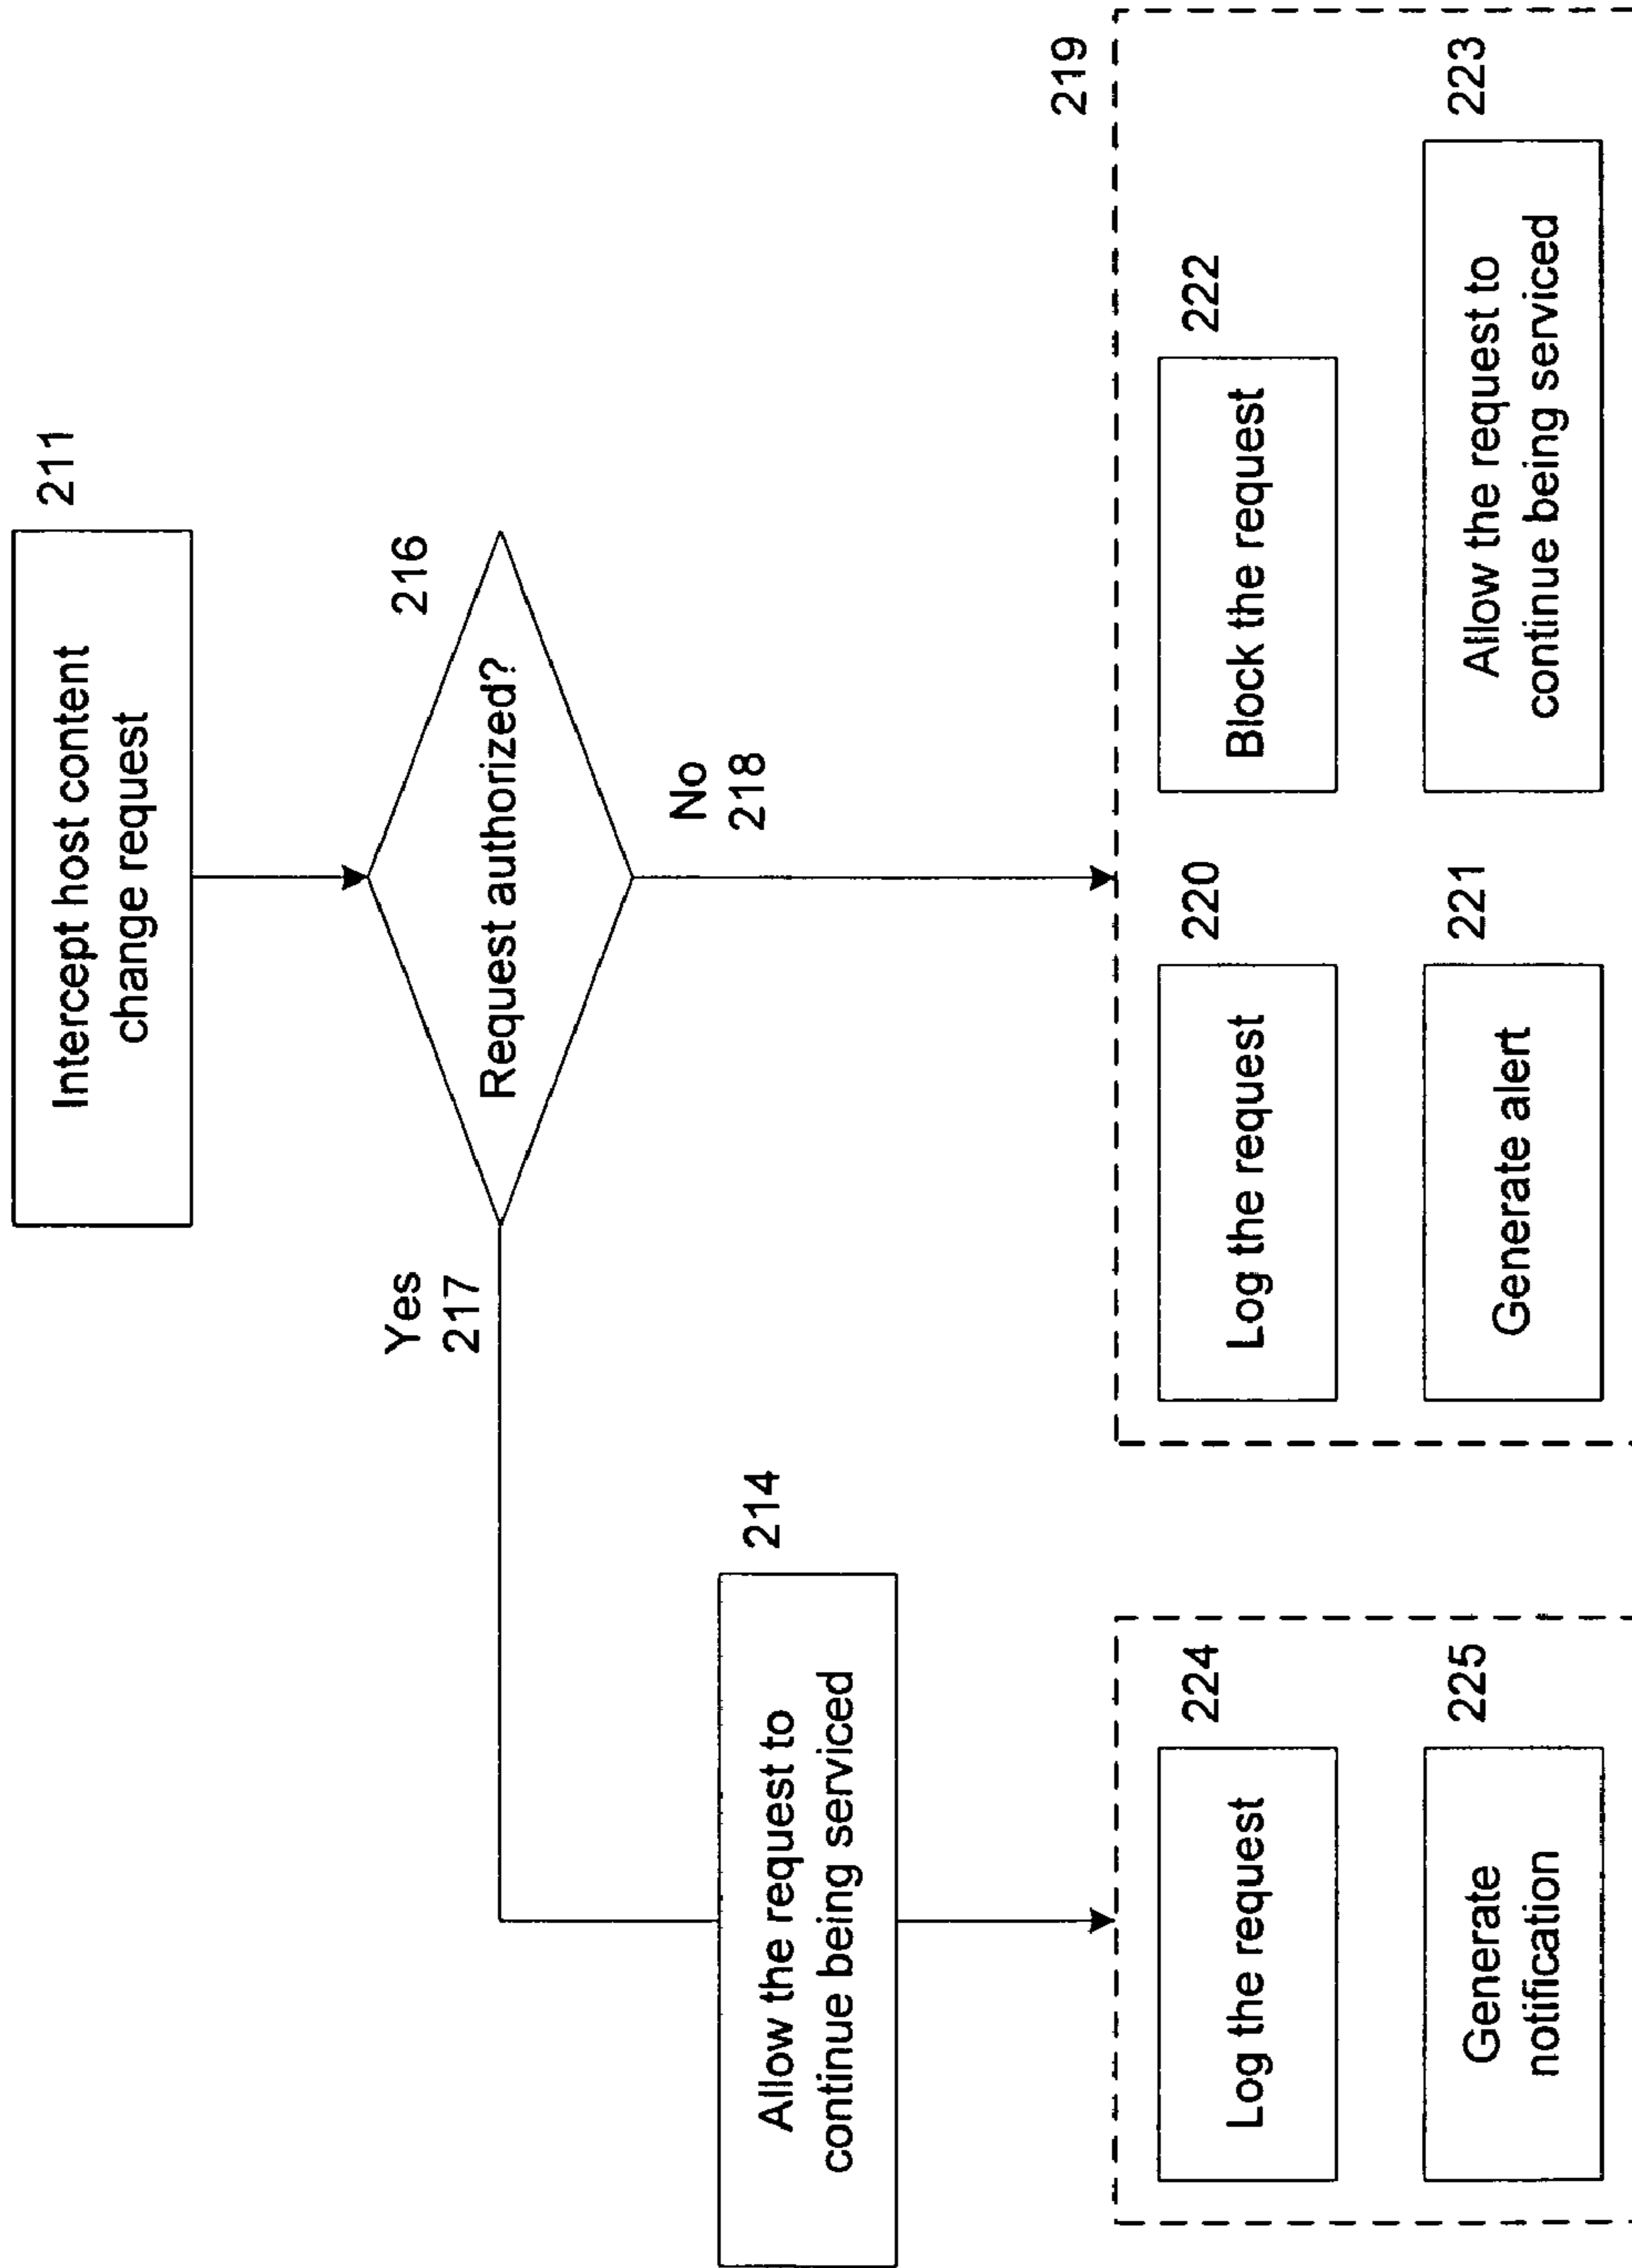 Intercept host content
change request
211
Request authorized?
216
Yes
217
No
218
Allow the request to
continue being serviced
214
219
Log the request
224
Generate
notification
225
Log the request
220
Block the request
222
Generate alert
221
Allow the request to
continue being serviced
223